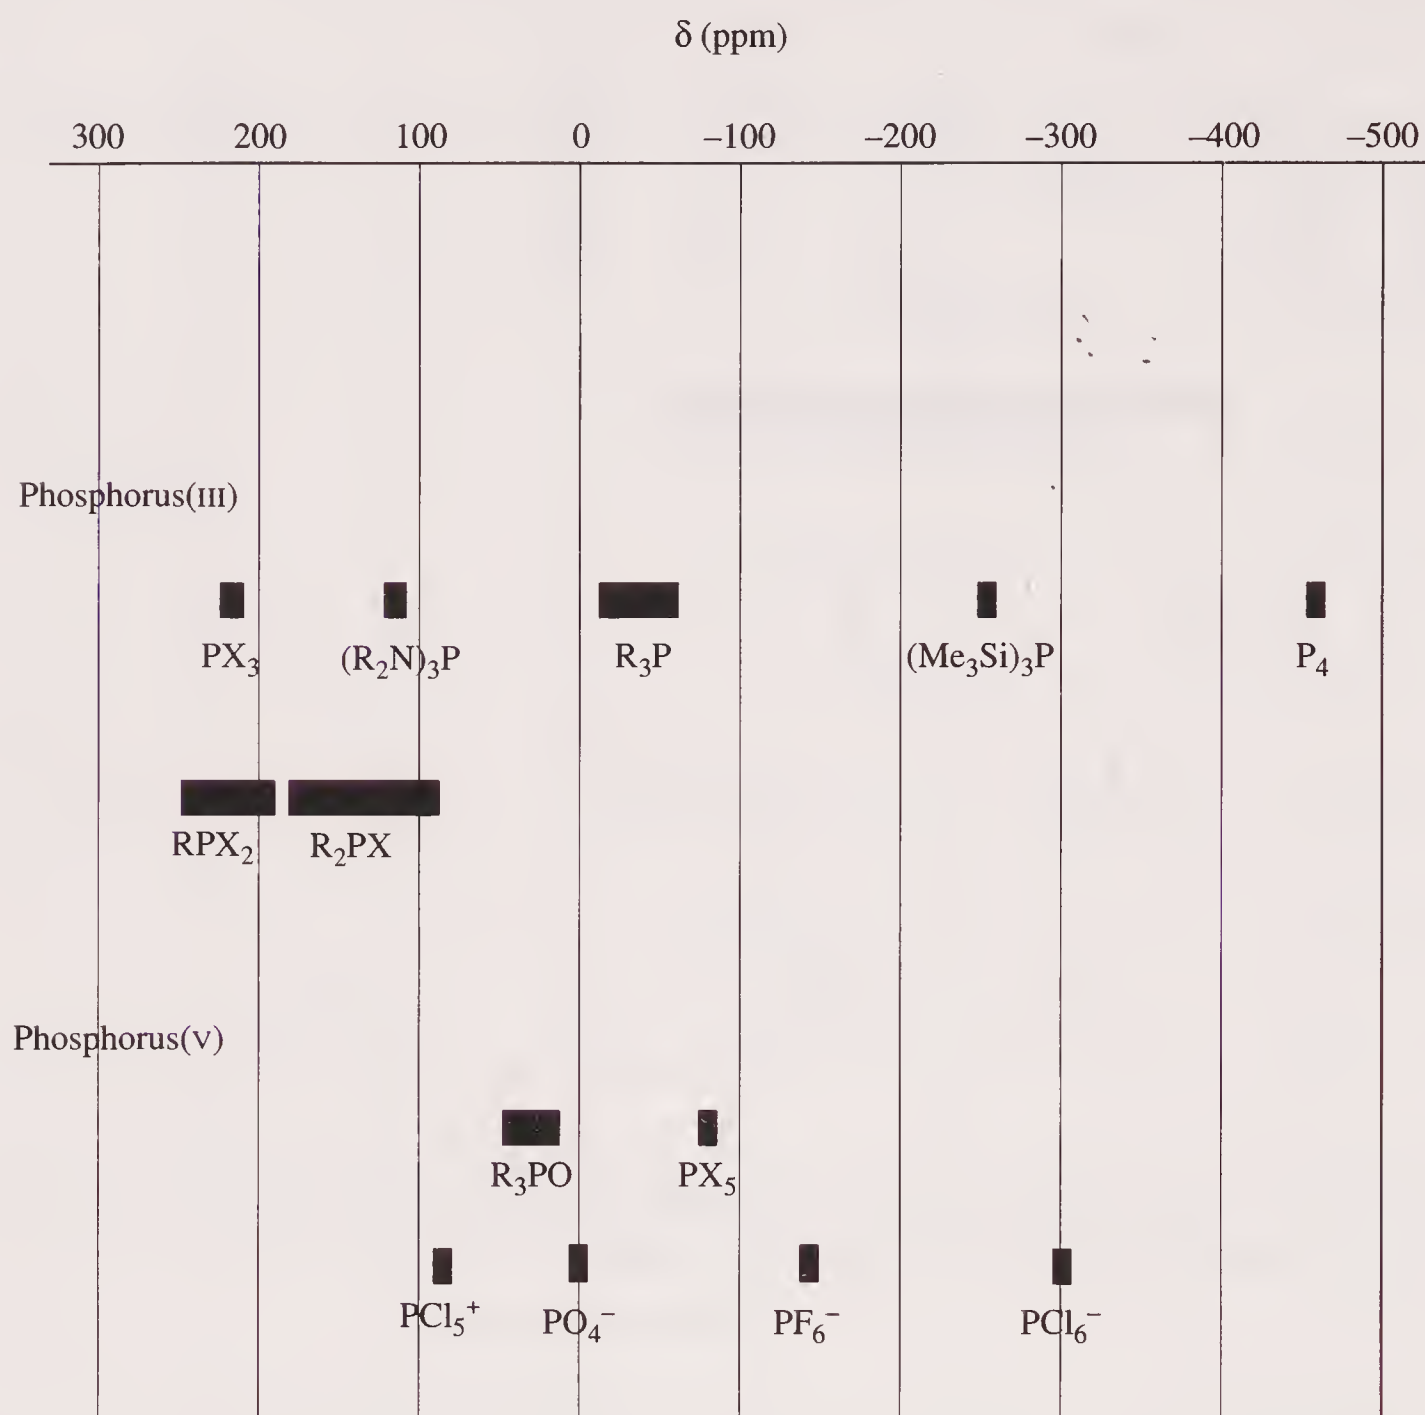 δ (ppm)
300 200 100 0 –100 –200 –300 –400 –500
Phosphorus(III)
PX₃ (R₂N)₃P R₃P (Me₃Si)₃P P₄
RPX₂ R₂PX
Phosphorus(V)
R₃PO PX₅
PCl₅⁺ PO₄⁻ PF₆⁻ PCl₆⁻